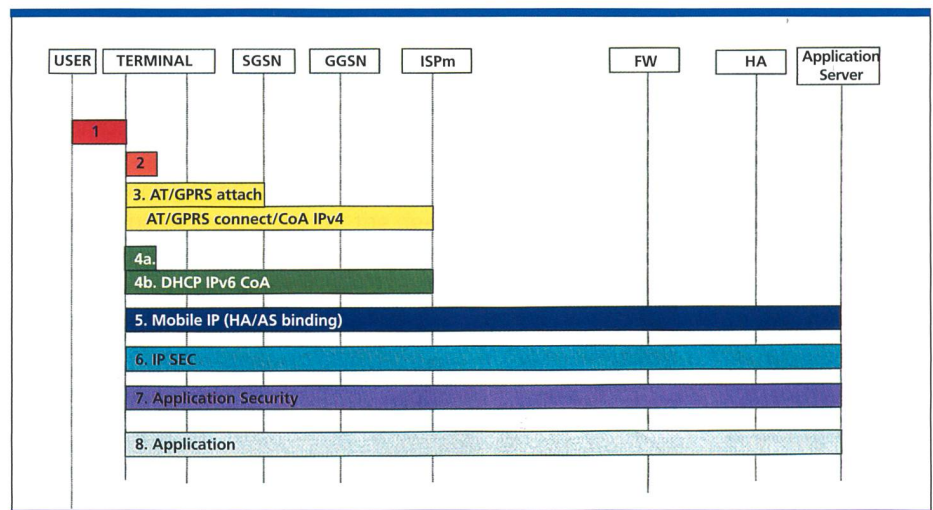 USER TERMINAL SGSN GGSN ISPm FW HA Application
Server
1
2
3. AT/GPRS attach
AT/GPRS connect/CoA IPv4
4a.
4b. DHCP IPv6 CoA
5. Mobile IP (HA/AS binding)
6. IP SEC
7. Application Security
8. Application